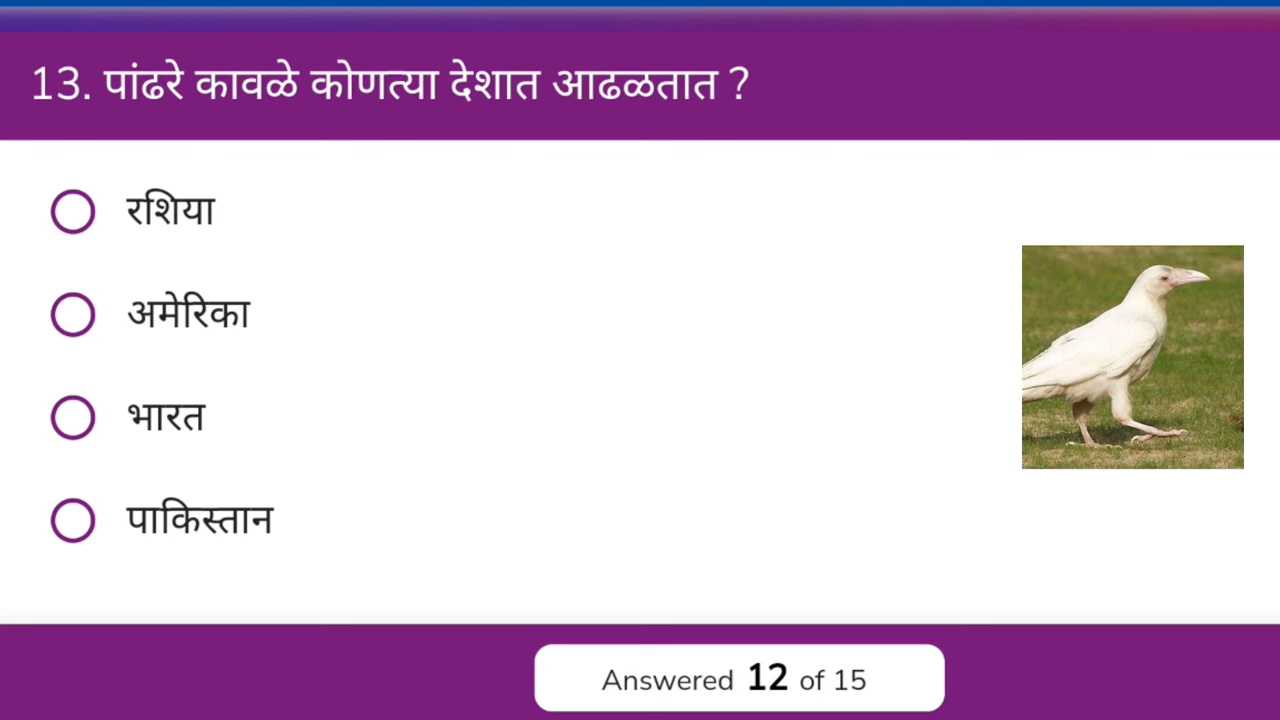 13. पांढरे कावळे कोणत्या देशात आढळतात ?
रशिया
अमेरिका
भारत
पाकिस्तान
Answered 12 of 15